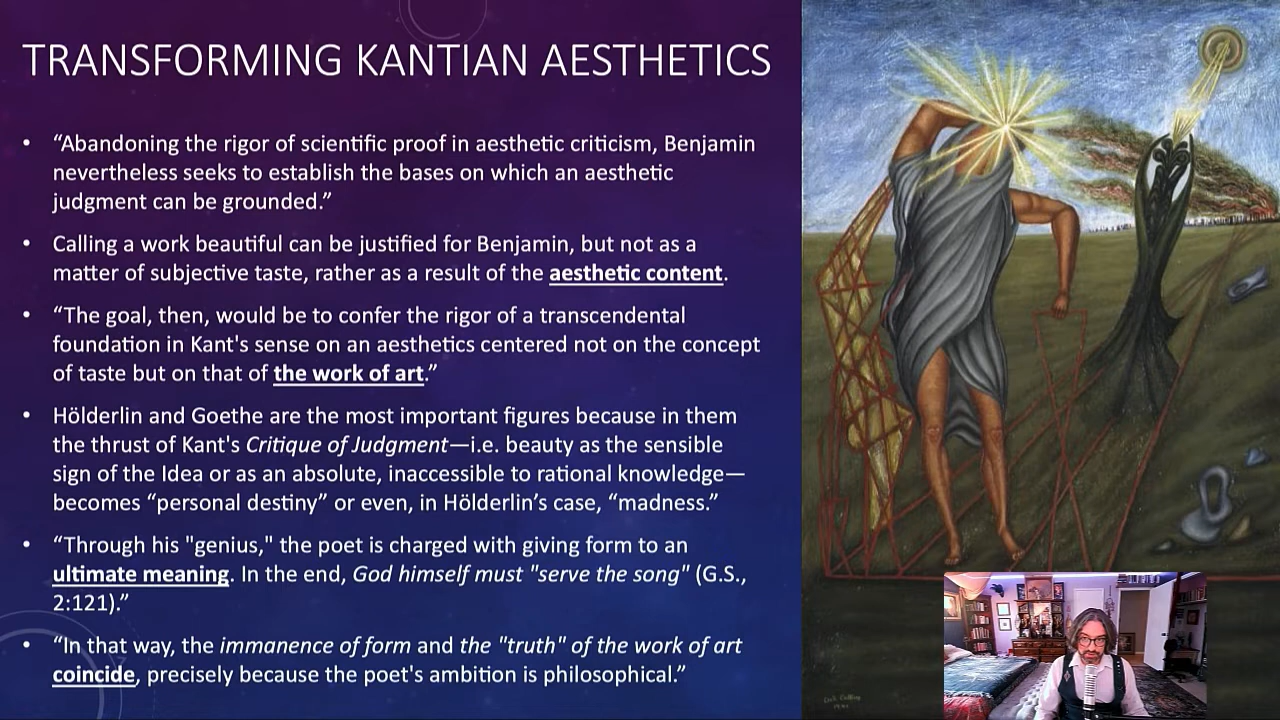 TRANSFORMING KANTIAN AESTHETICS
• “Abandoning the rigor of scientific proof in aesthetic criticism, Benjamin
nevertheless seeks to establish the bases on which an aesthetic
judgment can be grounded.”
• Calling a work beautiful can be justified for Benjamin, but not as a
matter of subjective taste, rather as a result of the aesthetic content.
• “The goal, then, would be to confer the rigor of a transcendental
foundation in Kant's sense on an aesthetics centered not on the concept
of taste but on that of the work of art.”
• Hölderlin and Goethe are the most important figures because in them
the thrust of Kant's Critique of Judgment—i.e. beauty as the sensible
sign of the Idea or as an absolute, inaccessible to rational knowledge—
becomes “personal destiny” or even, in Hölderlin’s case, “madness.”
• “Through his "genius," the poet is charged with giving form to an
ultimate meaning. In the end, God himself must "serve the song" (G.S.,
2:121).”
• “In that way, the immanence of form and the "truth" of the work of art
coincide, precisely because the poet's ambition is philosophical.”